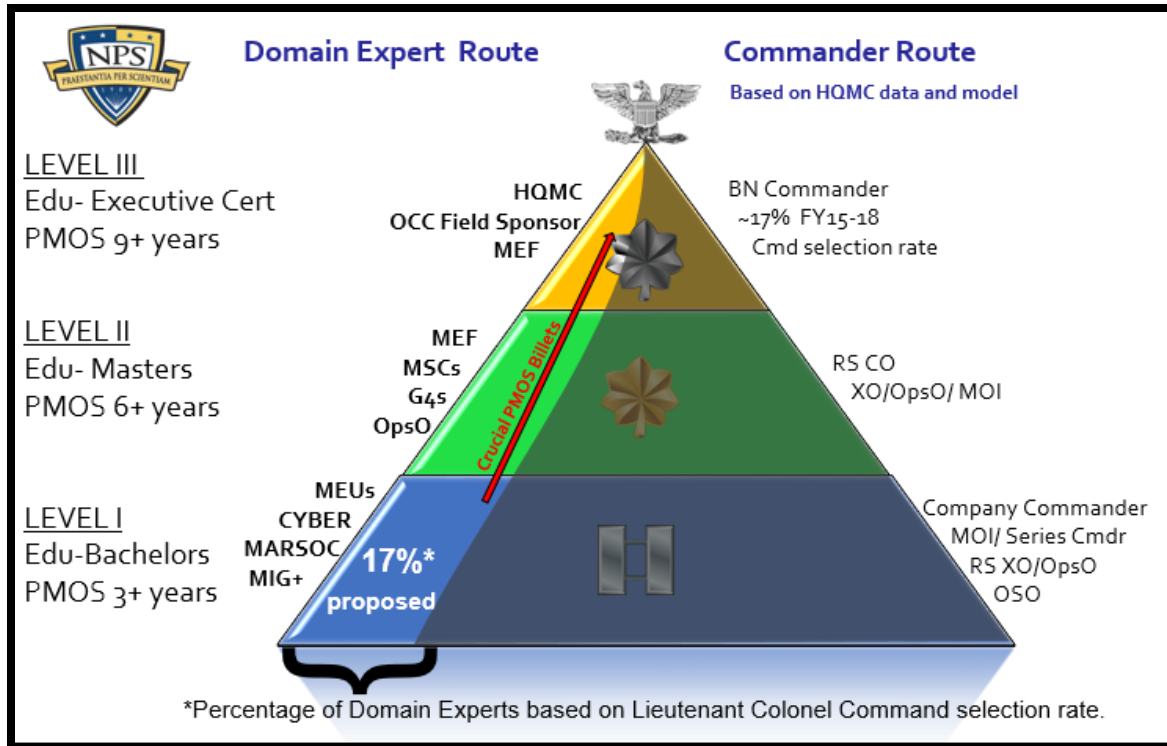 NPS
PRAESTANTIA PER SCIENTIAM
Domain Expert Route
Commander Route
Based on HQMC data and model
LEVEL III
Edu- Executive Cert
PMOS 9+ years
HQMC
OCC Field Sponsor
MEF
BN Commander
~17% FY15-18
Cmd selection rate
LEVEL II
Edu- Masters
PMOS 6+ years
MEF
MSCs
G4s
OpsO
Crucial PMOS Billets
RS CO
XO/OpsO/ MOI
LEVEL I
Edu-Bachelors
PMOS 3+ years
MEUs
CYBER
MARSOC
MIG+
17%*
proposed
Company Commander
MOI/ Series Cmdr
RS XO/OpsO
OSO
*Percentage of Domain Experts based on Lieutenant Colonel Command selection rate.